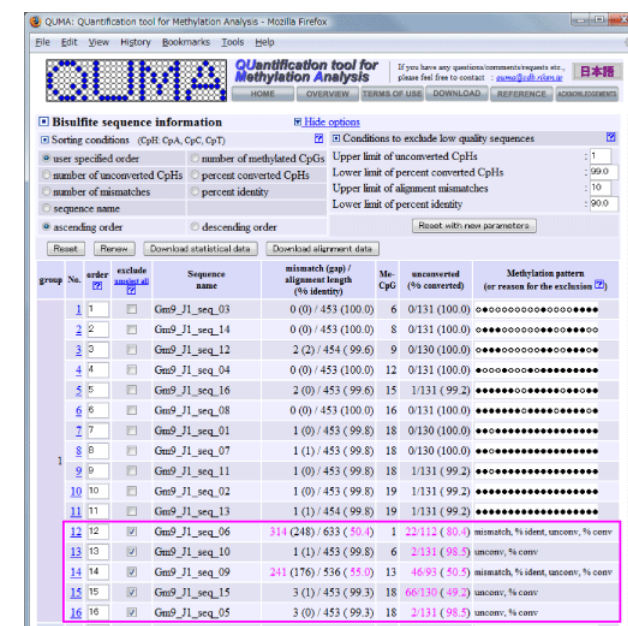 QUMA: QUantification tool for Methylation Analysis - Mozilla Firefox
File Edit View History Bookmarks Tools Help
QUMA
QUantification tool for
Methylation Analysis
If you have any questions/comments/requests etc.,
please feel free to contact : quma@cdb.riken.jp
日本語
HOME OVERVIEW TERMS OF USE DOWNLOAD REFERENCE ACKNOWLEDGEMENTS
Bisulfite sequence information Hide options
Sorting conditions (CpH: CpA, CpC, CpT) ?
user specified order number of methylated CpGs
number of unconverted CpHs percent converted CpHs
number of mismatches percent identity
sequence name
ascending order descending order
Conditions to exclude low quality sequences ?
Upper limit of unconverted CpHs : 1
Lower limit of percent converted CpHs : 99.0
Upper limit of alignment mismatches : 10
Lower limit of percent identity : 90.0
Reset with new parameters
Reset Renew Download statistical data Download alignment data
group No. order ? exclude unselect all ? Sequence name mismatch (gap) / alignment length (% identity) Me-CpG unconverted (% converted) Methylation pattern (or reason for the exclusion ?)
1
1 1 Gm9_J1_seq_03 0 (0) / 453 (100.0) 6 0/131 (100.0)
2 2 Gm9_J1_seq_14 0 (0) / 453 (100.0) 8 0/131 (100.0)
3 3 Gm9_J1_seq_12 2 (2) / 454 ( 99.6) 9 0/130 (100.0)
4 4 Gm9_J1_seq_04 0 (0) / 453 (100.0) 12 0/131 (100.0)
5 5 Gm9_J1_seq_16 2 (0) / 453 ( 99.6) 15 1/131 ( 99.2)
6 6 Gm9_J1_seq_08 0 (0) / 453 (100.0) 16 0/131 (100.0)
7 7 Gm9_J1_seq_01 1 (0) / 453 ( 99.8) 18 0/131 (100.0)
8 8 Gm9_J1_seq_07 1 (1) / 453 ( 99.8) 18 0/130 (100.0)
9 9 Gm9_J1_seq_11 1 (0) / 453 ( 99.8) 18 1/131 ( 99.2)
10 10 Gm9_J1_seq_02 1 (0) / 453 ( 99.8) 19 1/131 ( 99.2)
11 11 Gm9_J1_seq_13 1 (1) / 454 ( 99.8) 19 1/131 ( 99.2)
12 12 Gm9_J1_seq_06 314 (248) / 633 ( 50.4) 1 22/112 ( 80.4) mismatch, % ident, unconv, % conv
13 13 Gm9_J1_seq_10 1 (1) / 453 ( 99.8) 6 2/131 ( 98.5) unconv, % conv
14 14 Gm9_J1_seq_09 241 (176) / 536 ( 55.0) 13 46/93 ( 50.5) mismatch, % ident, unconv, % conv
15 15 Gm9_J1_seq_15 3 (1) / 453 ( 99.3) 18 66/130 ( 49.2) unconv, % conv
16 16 Gm9_J1_seq_05 3 (0) / 453 ( 99.3) 18 2/131 ( 98.5) unconv, % conv